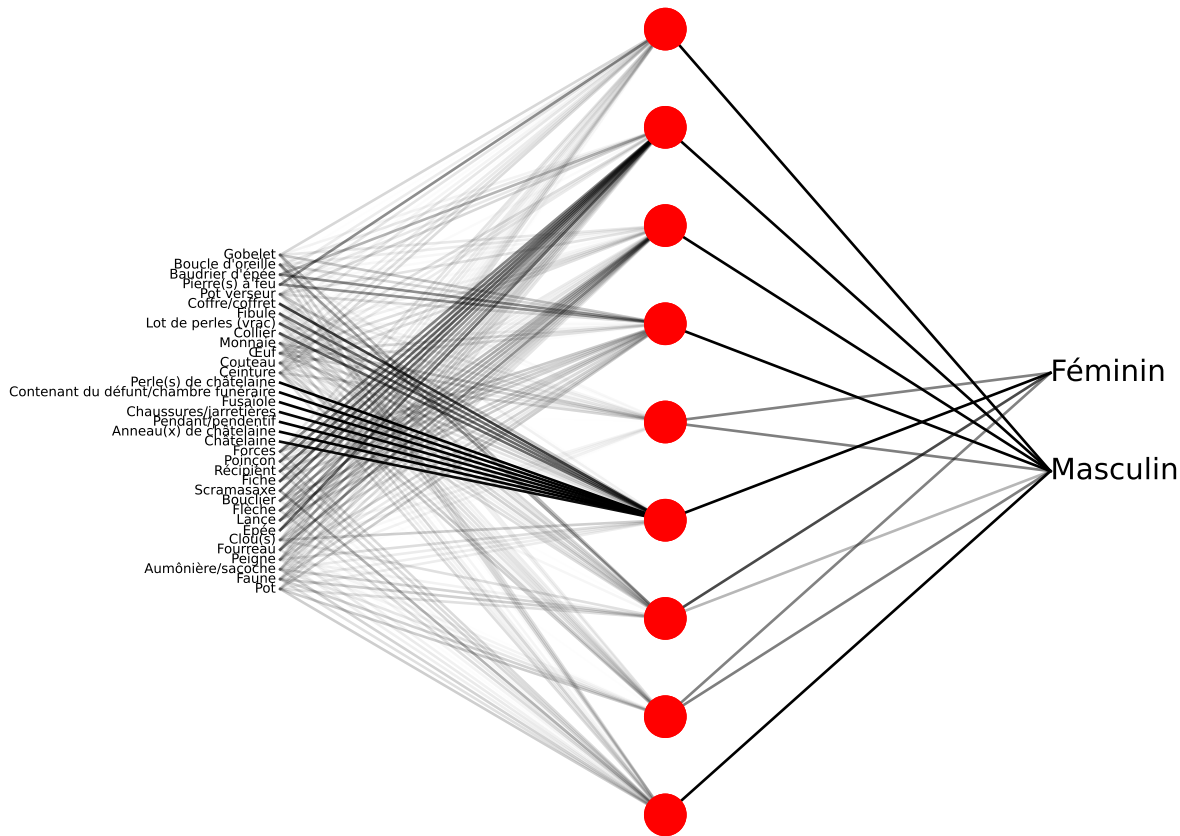 Gobelet
Boucle d'oreille
Baudrier d'épée
Pierre(s) à feu
Pot verseur
Coffre/coffret
Fibule
Lot de perles (vrac)
Collier
Monnaie
Œuf
Couteau
Ceinture
Perle(s) de châtelaine
Contenant du défunt/chambre funéraire
Fusaïole
Chaussures/jarretières
Pendant/pendentif
Anneau(x) de châtelaine
Châtelaine
Forces
Poinçon
Récipient
Fiche
Scramasaxe
Bouclier
Flèche
Lance
Épée
Clou(s)
Fourreau
Peigne
Aumônière/sacoche
Faune
Pot
Féminin
Masculin